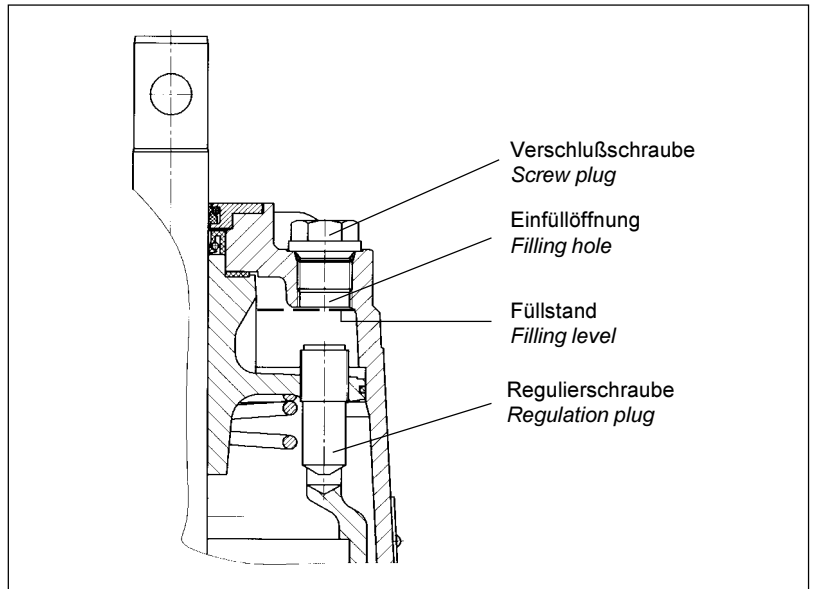 Verschlußschraube
Screw plug
Einfüllöffnung
Filling hole
Füllstand
Filling level
Regulierschraube
Regulation plug